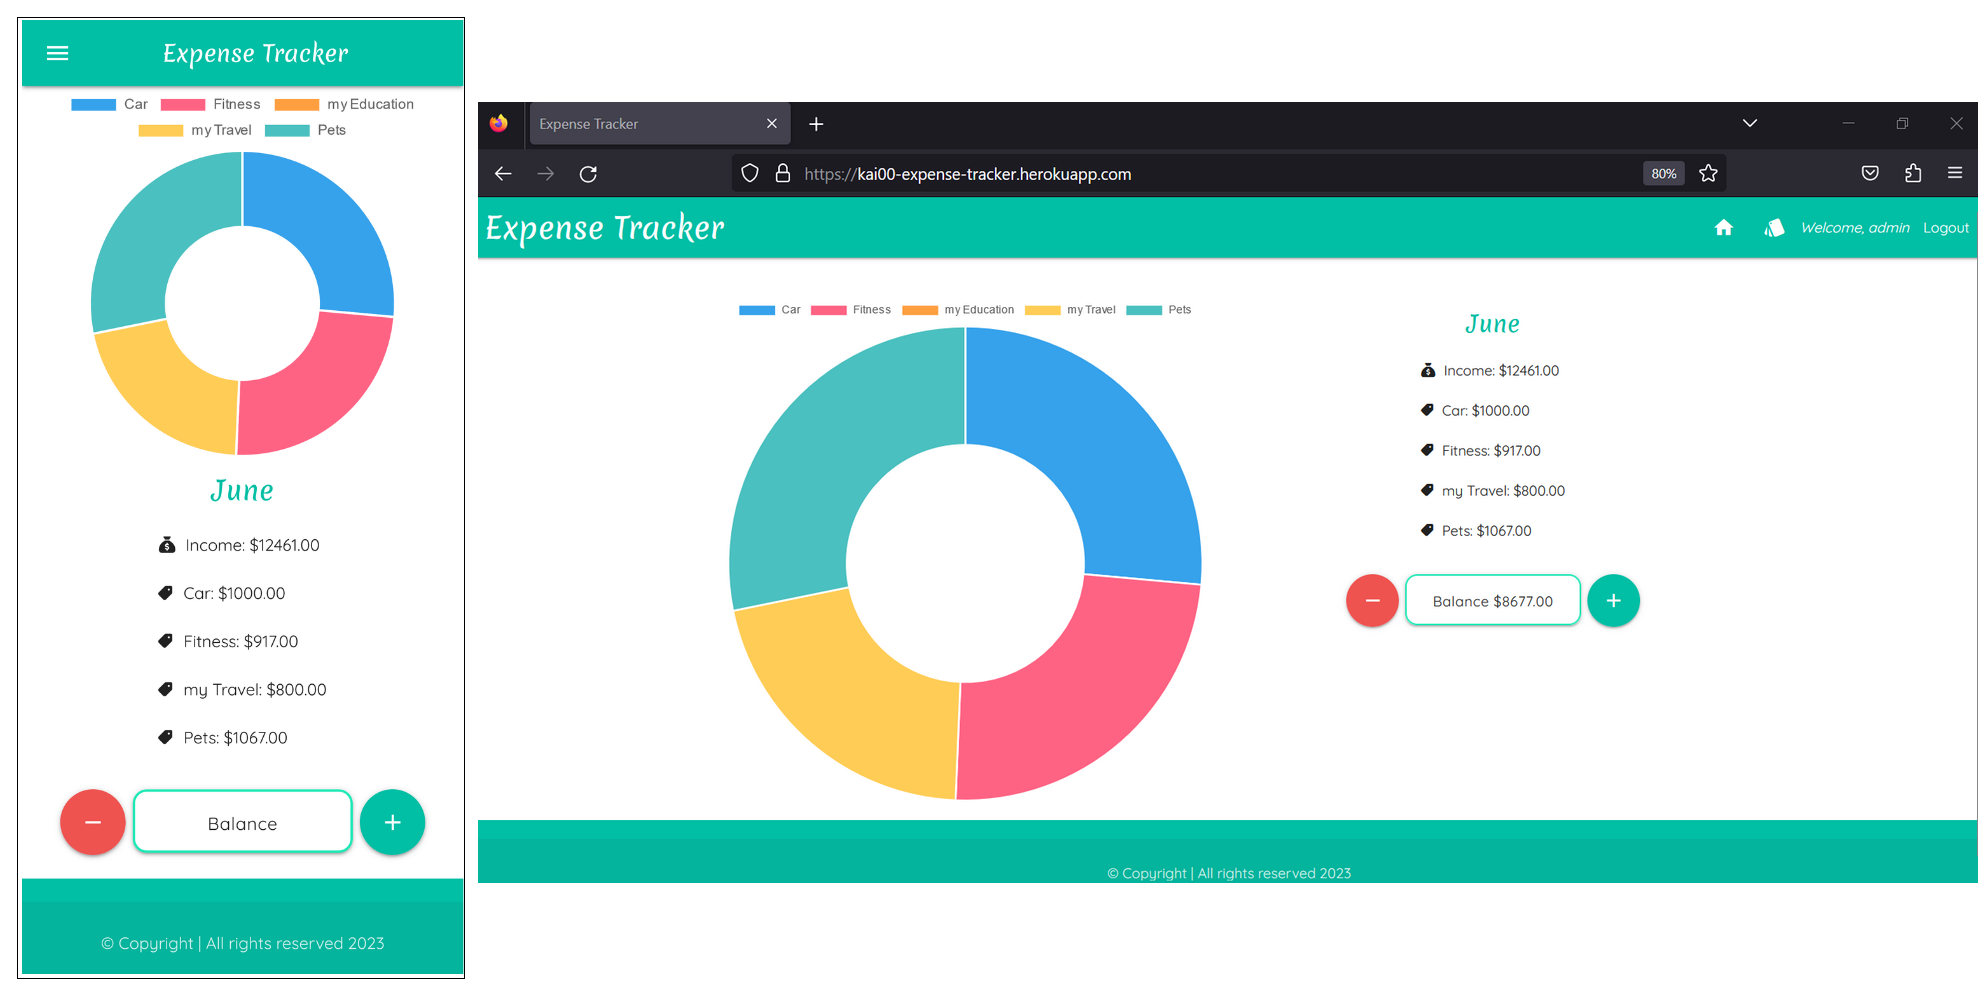 Expense Tracker
Car Fitness my Education
my Travel Pets
June
Income: $12461.00
Car: $1000.00
Fitness: $917.00
my Travel: $800.00
Pets: $1067.00
Balance
© Copyright | All rights reserved 2023
Expense Tracker
https://kai00-expense-tracker.herokuapp.com 80%
Expense Tracker Welcome, admin Logout
Car Fitness my Education my Travel Pets
June
Income: $12461.00
Car: $1000.00
Fitness: $917.00
my Travel: $800.00
Pets: $1067.00
Balance $8677.00
© Copyright | All rights reserved 2023